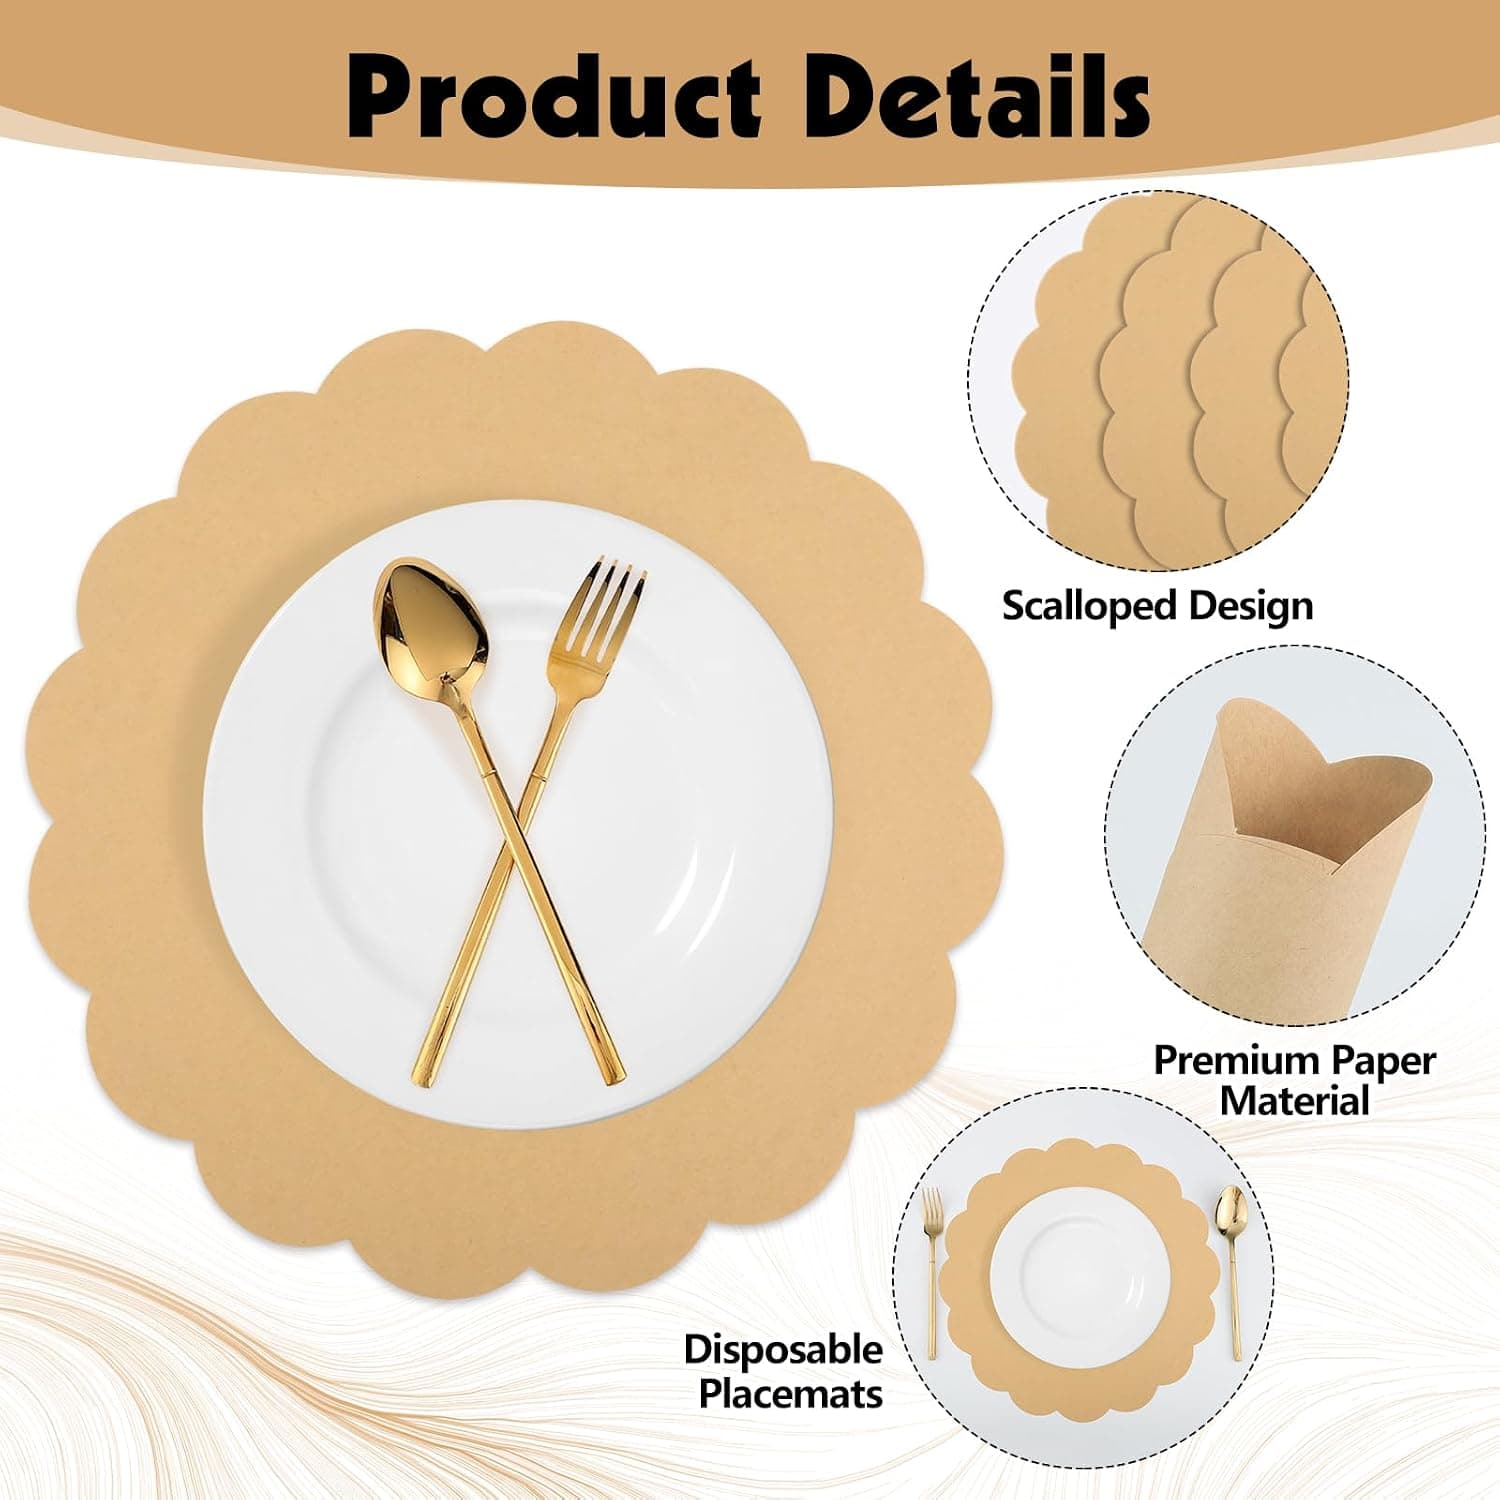 Product Details
Scalloped Design
Premium Paper
Material
Disposable
Placemats